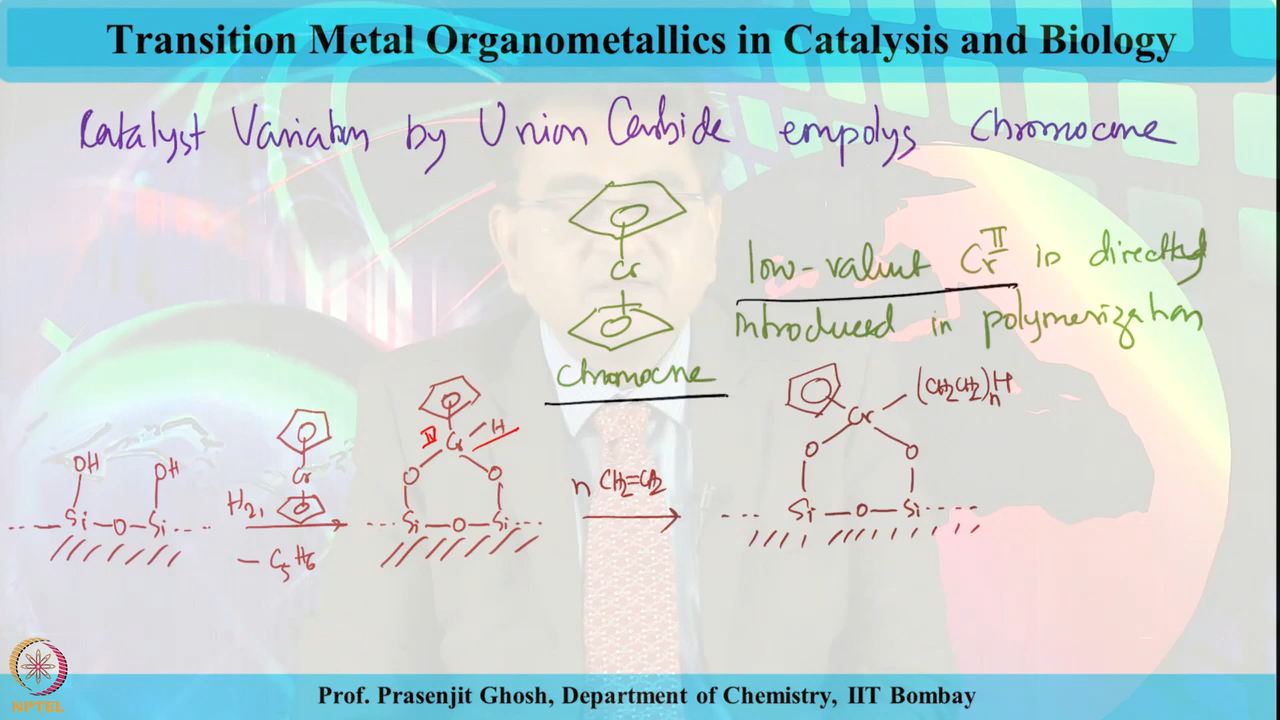 Transition Metal Organometallics in Catalysis and Biology
Catalyst Variation by Union Carbide empolys Chromocene
Cr
chromocne
low-valent Cr II is directly
introduced in polymerization
OH OH
Si—O—Si
H2, Cr
— C5H6
IV Cr H
O O
Si—O—Si
n CH2=CH2
Cr (CH2CH2)nH
O O
Si—O—Si
NPTEL
Prof. Prasenjit Ghosh, Department of Chemistry, IIT Bombay